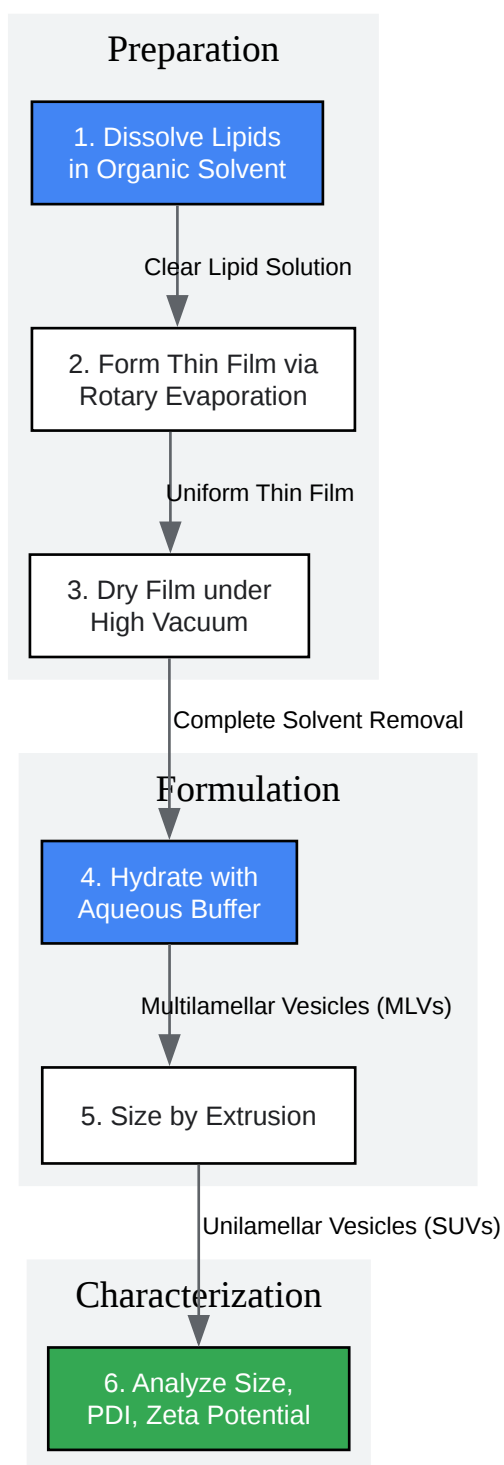 Preparation
1. Dissolve Lipids
in Organic Solvent
Clear Lipid Solution
2. Form Thin Film via
Rotary Evaporation
Uniform Thin Film
3. Dry Film under
High Vacuum
Complete Solvent Removal
Formulation
4. Hydrate with
Aqueous Buffer
Multilamellar Vesicles (MLVs)
5. Size by Extrusion
Unilamellar Vesicles (SUVs)
Characterization
6. Analyze Size,
PDI, Zeta Potential